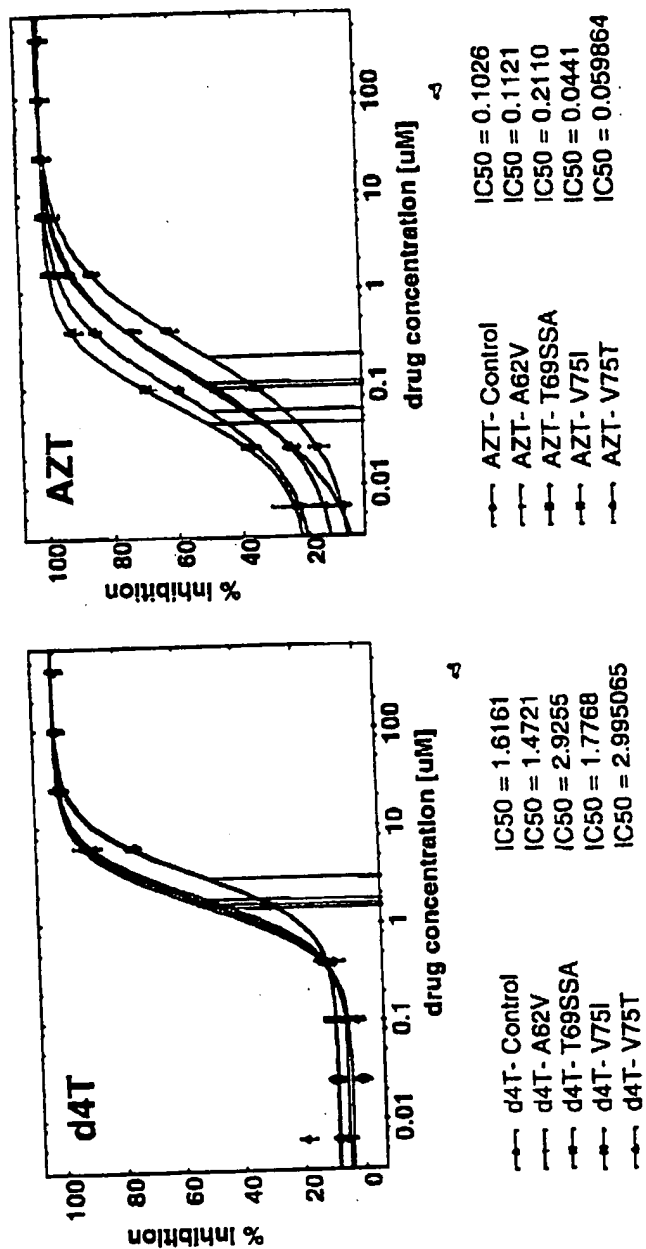 d4T
% Inhibition
100
80
60
40
20
0
0.01
0.1
1
10
100
drug concentration [uM]
d4T- Control IC50 = 1.6161
d4T- A62V IC50 = 1.4721
d4T- T69SSA IC50 = 2.9255
d4T- V75I IC50 = 1.7768
d4T- V75T IC50 = 2.995065
AZT
% Inhibition
100
80
60
40
20
0.01
0.1
1
10
100
drug concentration [uM]
AZT- Control IC50 = 0.1026
AZT- A62V IC50 = 0.1121
AZT- T69SSA IC50 = 0.2110
AZT- V75I IC50 = 0.0441
AZT- V75T IC50 = 0.059864